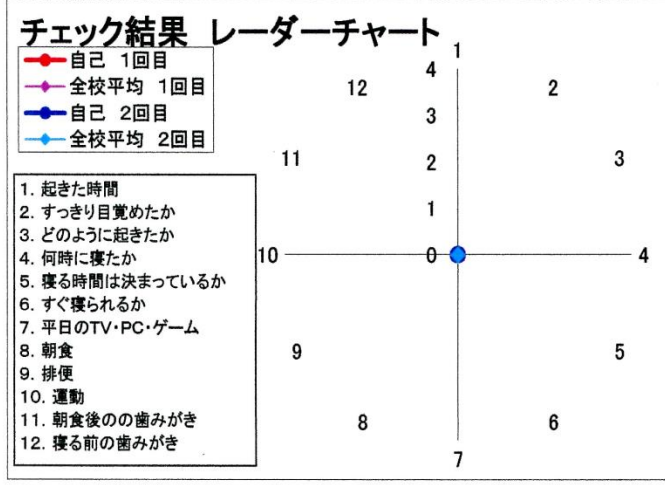 チェック結果 レーダーチャート
自己 1回目
全校平均 1回目
自己 2回目
全校平均 2回目
1. 起きた時間
2. すっきり目覚めたか
3. どのように起きたか
4. 何時に寝たか
5. 寝る時間は決まっているか
6. すぐ寝られるか
7. 平日のTV・PC・ゲーム
8. 朝食
9. 排便
10. 運動
11. 朝食後のの歯みがき
12. 寝る前の歯みがき
1
2
3
4
5
6
7
8
9
10
11
12
4
3
2
1
0